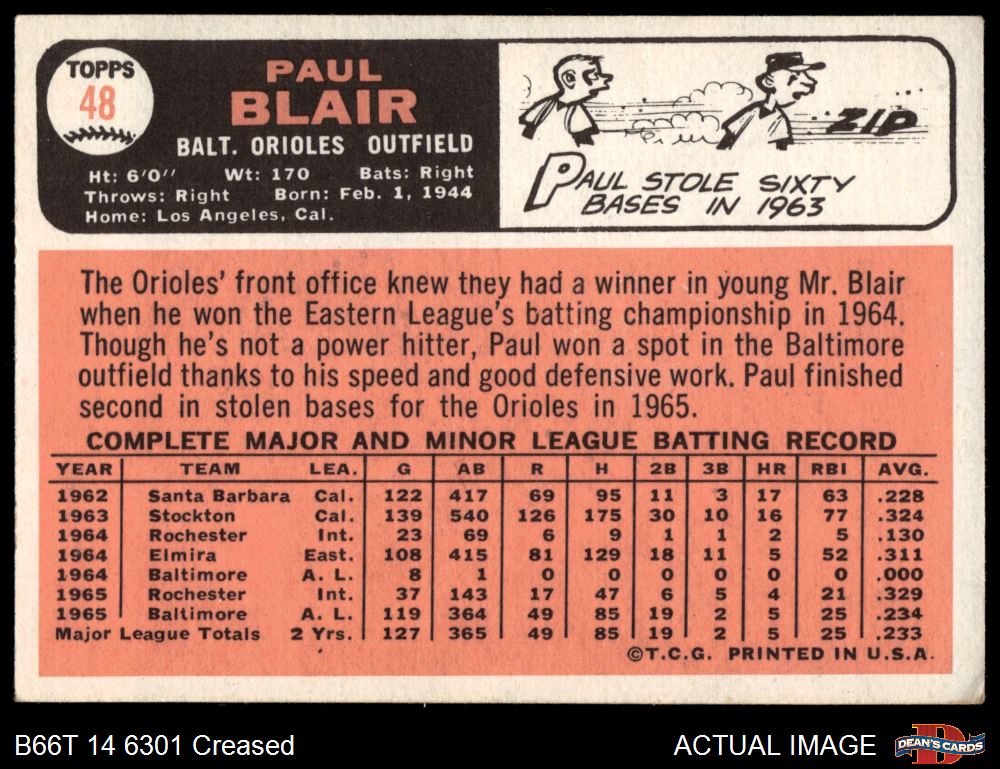 TOPPS
48
PAUL
BLAIR
BALT. ORIOLES OUTFIELD
Ht: 6'0" Wt: 170 Bats: Right
Throws: Right Born: Feb. 1, 1944
Home: Los Angeles, Cal.
ZIP
PAUL STOLE SIXTY
BASES IN 1963
The Orioles' front office knew they had a winner in young Mr. Blair
when he won the Eastern League's batting championship in 1964.
Though he's not a power hitter, Paul won a spot in the Baltimore
outfield thanks to his speed and good defensive work. Paul finished
second in stolen bases for the Orioles in 1965.
COMPLETE MAJOR AND MINOR LEAGUE BATTING RECORD
YEAR TEAM LEA. G AB R H 2B 3B HR RBI AVG.
1962 Santa Barbara Cal. 122 417 69 95 11 3 17 63 .228
1963 Stockton Cal. 139 540 126 175 30 10 16 77 .324
1964 Rochester Int. 23 69 6 9 1 1 2 5 .130
1964 Elmira East. 108 415 81 129 18 11 5 52 .311
1964 Baltimore A. L. 8 1 0 0 0 0 0 0 .000
1965 Rochester Int. 37 143 17 47 6 5 4 21 .329
1965 Baltimore A. L. 119 364 49 85 19 2 5 25 .234
Major League Totals 2 Yrs. 127 365 49 85 19 2 5 25 .233
©T.C.G. PRINTED IN U.S.A.
B66T 14 6301 Creased
ACTUAL IMAGE
D
DEAN'S CARDS